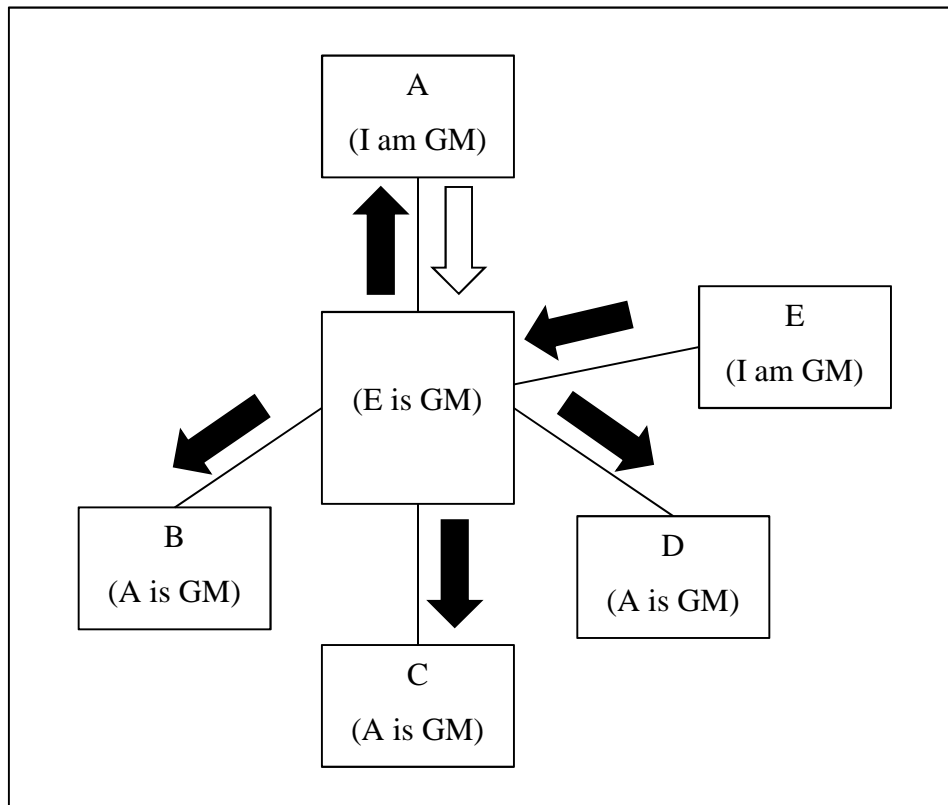 A
(I am GM)
E
(I am GM)
(E is GM)
B
(A is GM)
D
(A is GM)
C
(A is GM)